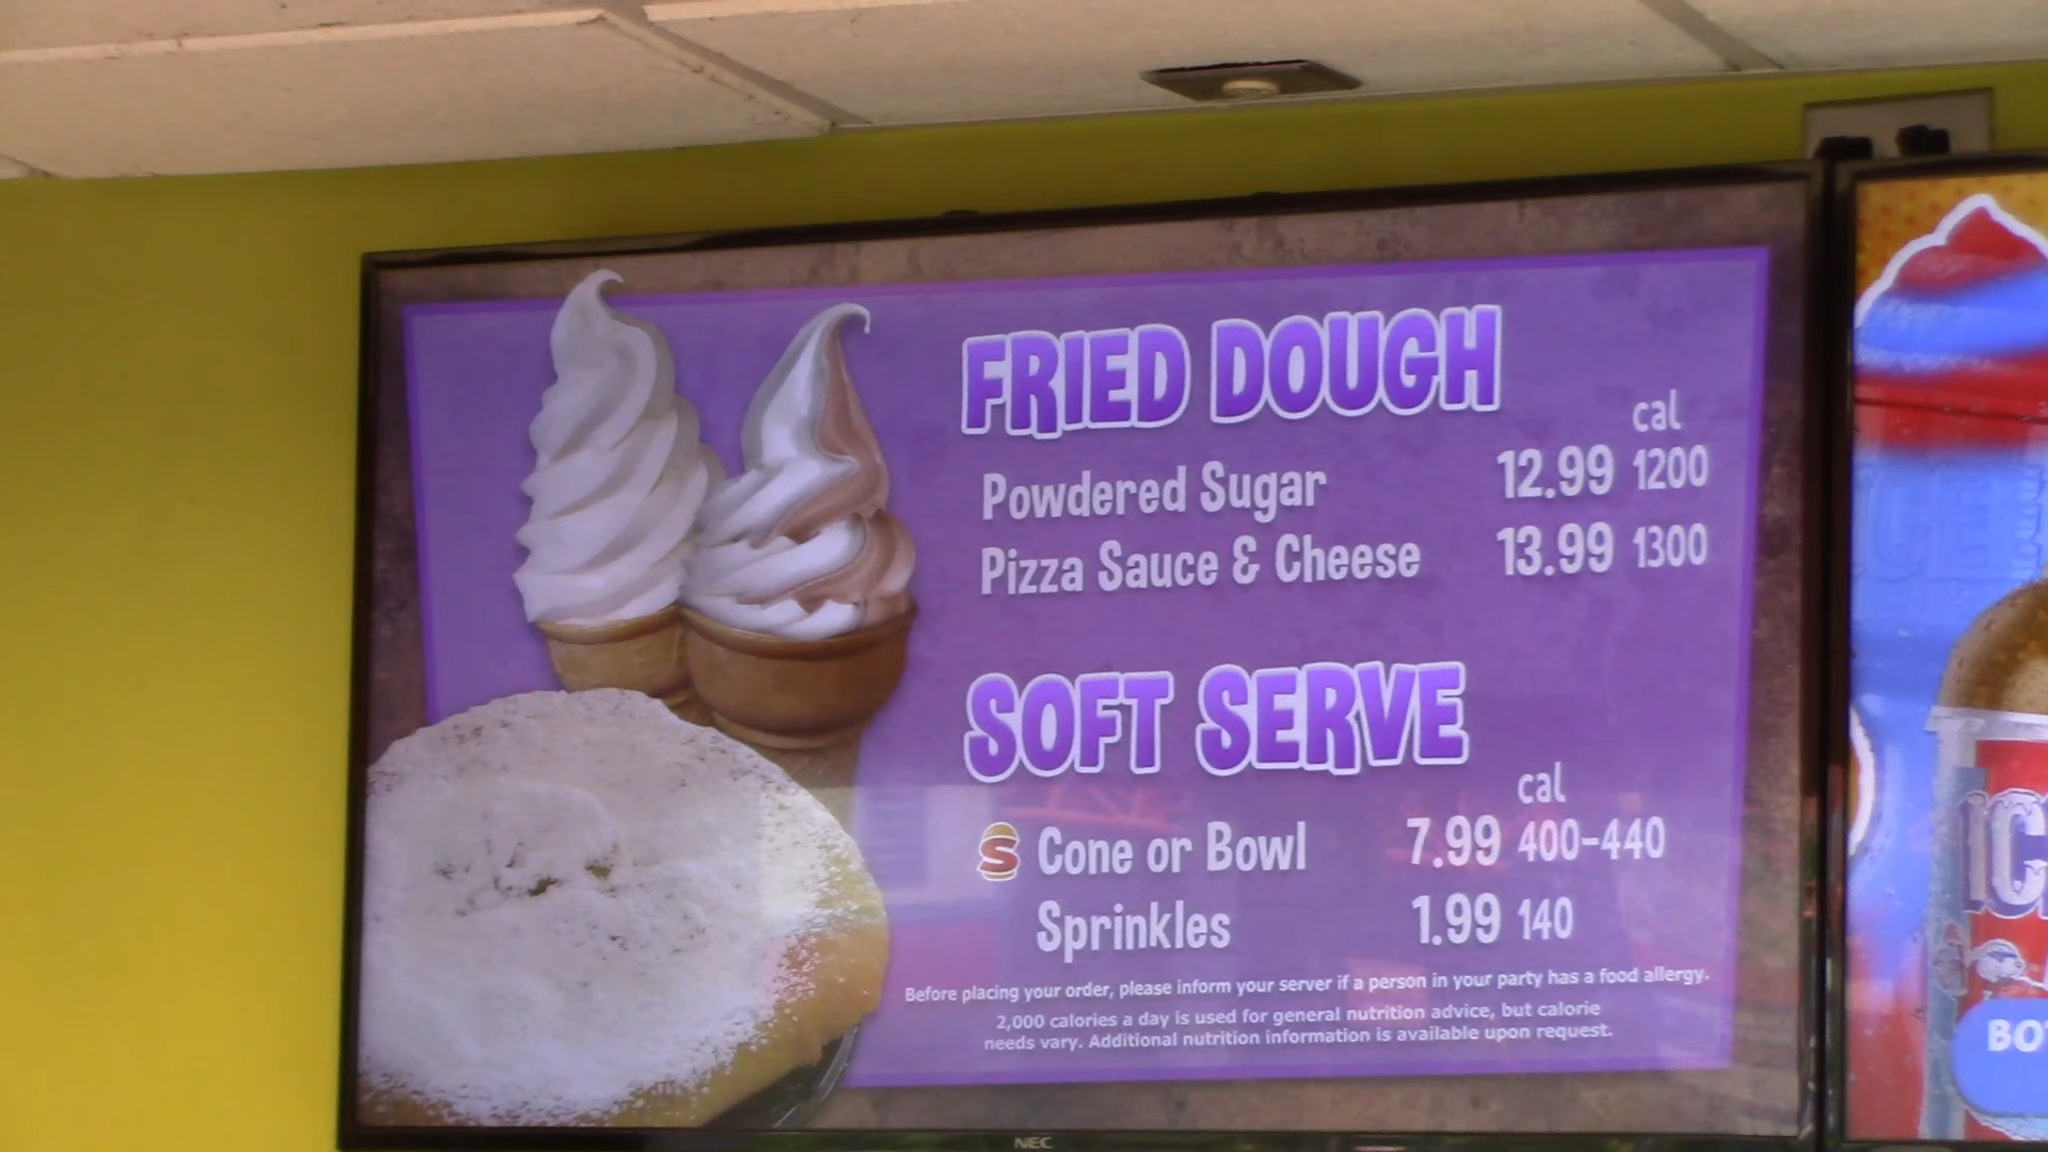 FRIED DOUGH
cal
Powdered Sugar 12.99 1200
Pizza Sauce & Cheese 13.99 1300
SOFT SERVE
cal
S Cone or Bowl 7.99 400-440
Sprinkles 1.99 140
Before placing your order, please inform your server if a person in your party has a food allergy.
2,000 calories a day is used for general nutrition advice, but calorie
needs vary. Additional nutrition information is available upon request.
NEC
IC
BO